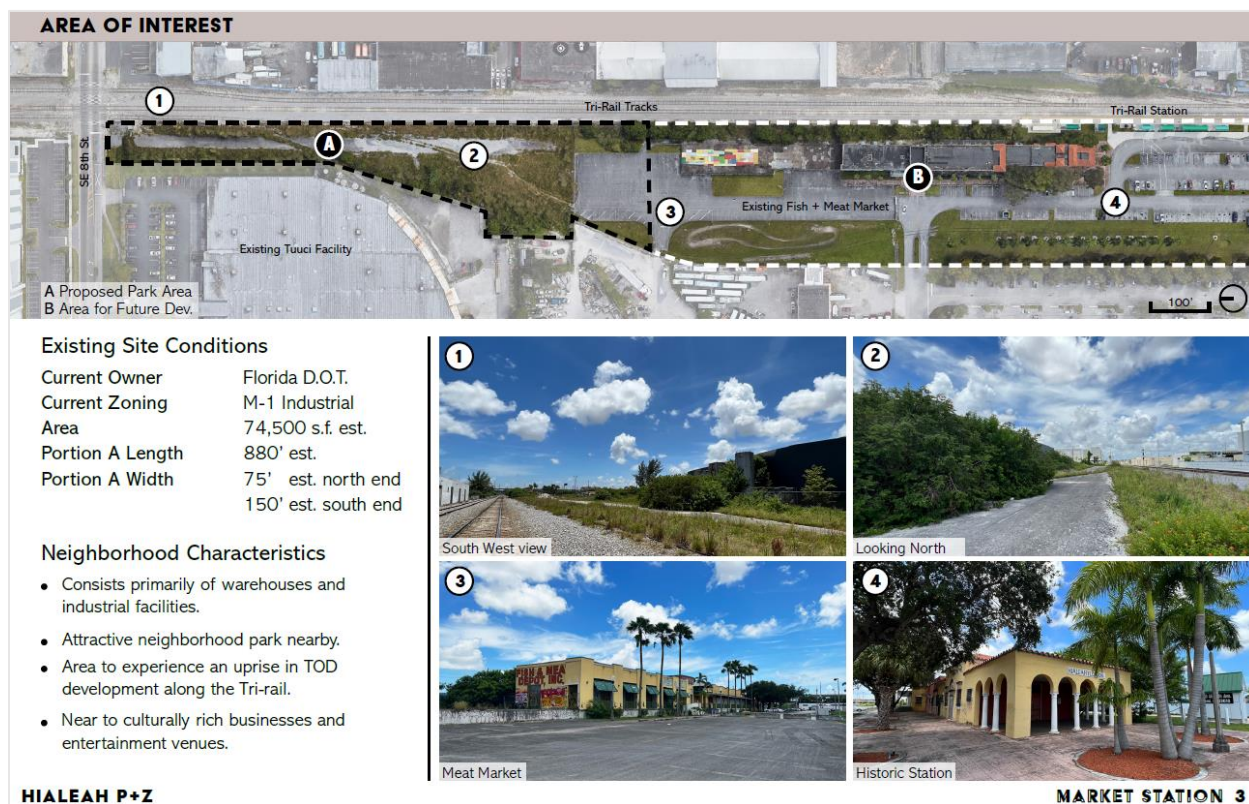 AREA OF INTEREST
1
Tri-Rail Tracks
Tri-Rail Station
SE 8th St.
A
2
B
3
Existing Fish + Meat Market
4
Existing Tuuci Facility
A Proposed Park Area
B Area for Future Dev.
100'
Existing Site Conditions
Current Owner Florida D.O.T.
Current Zoning M-1 Industrial
Area 74,500 s.f. est.
Portion A Length 880' est.
Portion A Width 75' est. north end
150' est. south end
Neighborhood Characteristics
• Consists primarily of warehouses and
industrial facilities.
• Attractive neighborhood park nearby.
• Area to experience an uprise in TOD
development along the Tri-rail.
• Near to culturally rich businesses and
entertainment venues.
1
South West view
2
Looking North
3
DEPOT, INC.
Meat Market
4
Historic Station
HIALEAH P+Z
MARKET STATION 3